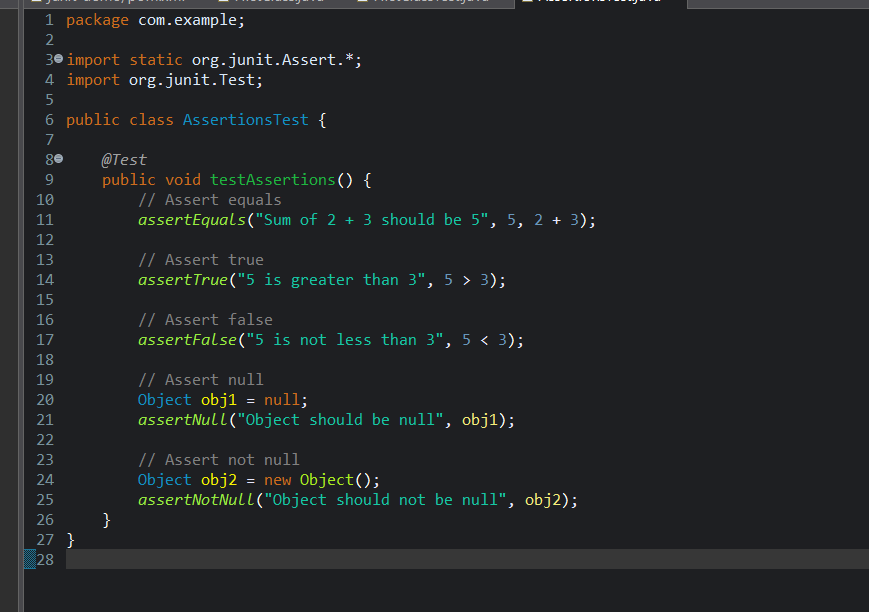 1 package com.example;
2
3 import static org.junit.Assert.*;
4 import org.junit.Test;
5
6 public class AssertionsTest {
7
8     @Test
9     public void testAssertions() {
10         // Assert equals
11         assertEquals("Sum of 2 + 3 should be 5", 5, 2 + 3);
12
13         // Assert true
14         assertTrue("5 is greater than 3", 5 > 3);
15
16         // Assert false
17         assertFalse("5 is not less than 3", 5 < 3);
18
19         // Assert null
20         Object obj1 = null;
21         assertNull("Object should be null", obj1);
22
23         // Assert not null
24         Object obj2 = new Object();
25         assertNotNull("Object should not be null", obj2);
26     }
27 }
28